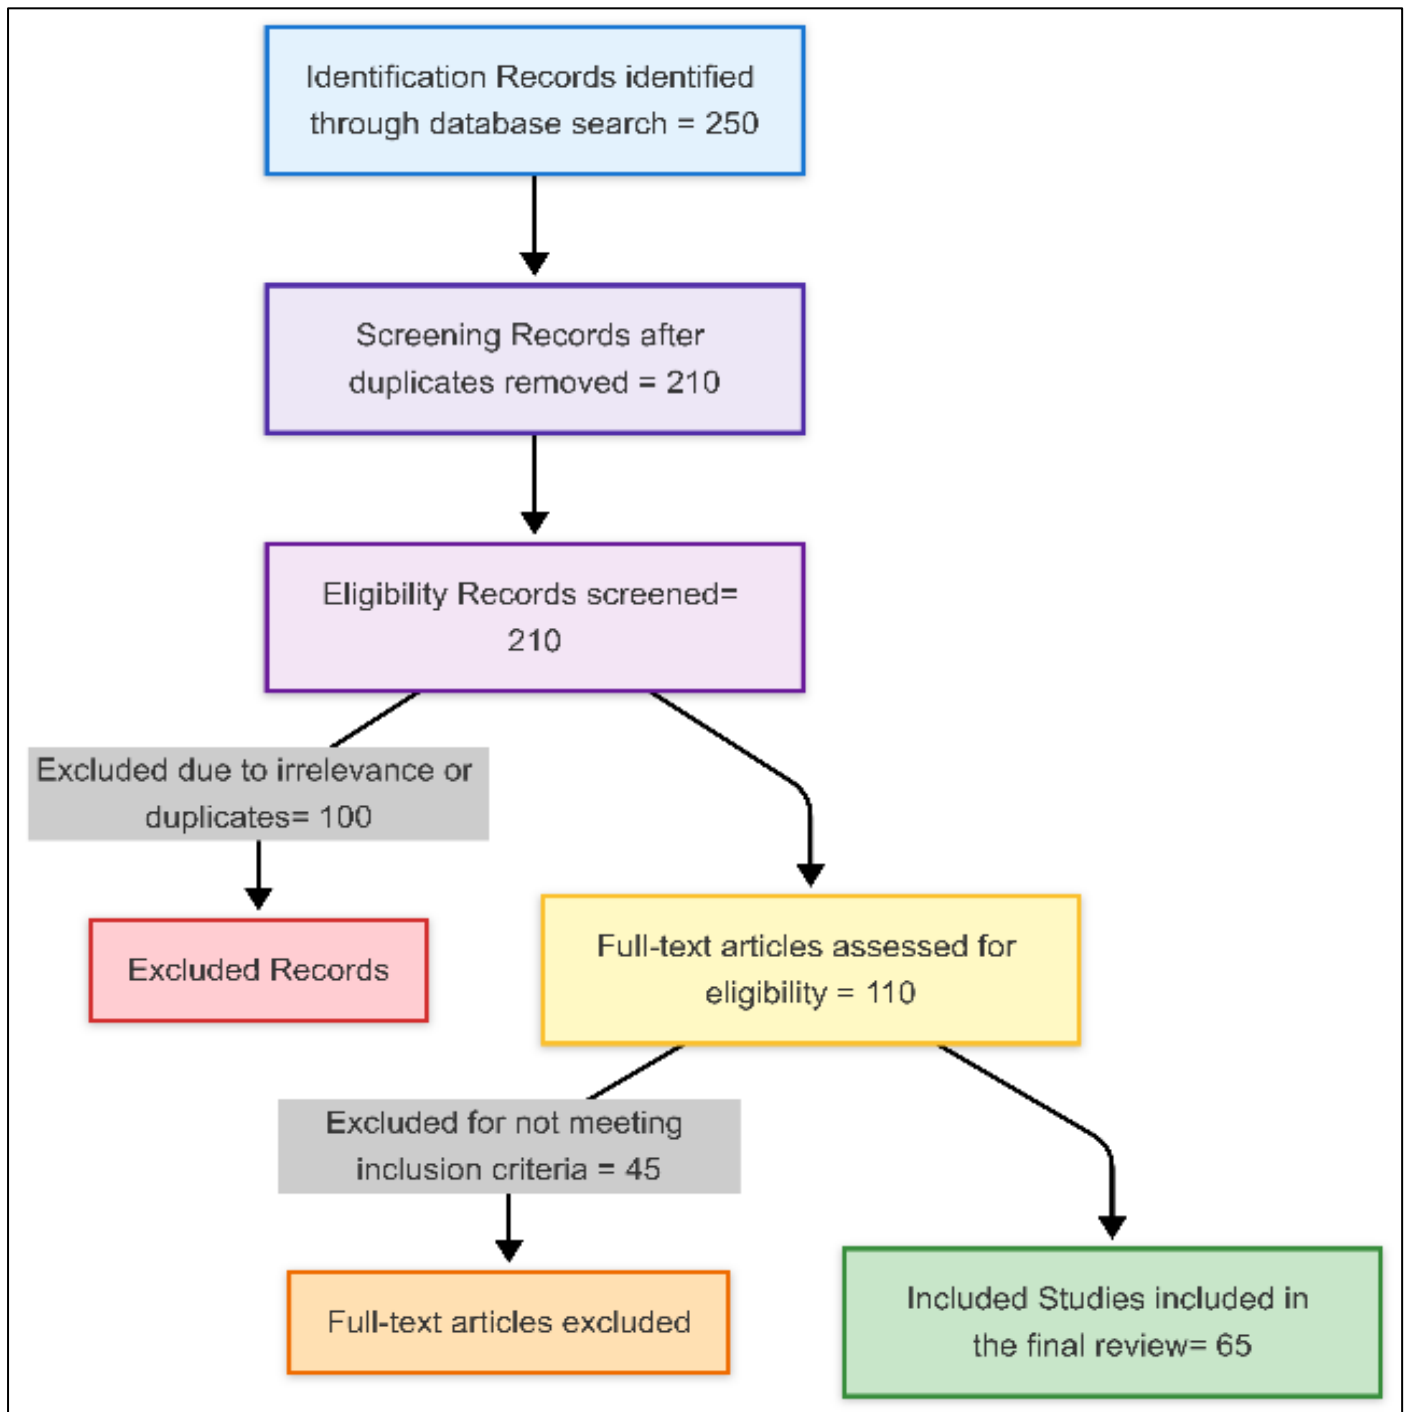 Identification Records identified
through database search = 250
Screening Records after
duplicates removed = 210
Eligibility Records screened=
210
Excluded due to irrelevance or
duplicates= 100
Excluded Records
Full-text articles assessed for
eligibility = 110
Excluded for not meeting
inclusion criteria = 45
Full-text articles excluded
Included Studies included in
the final review= 65